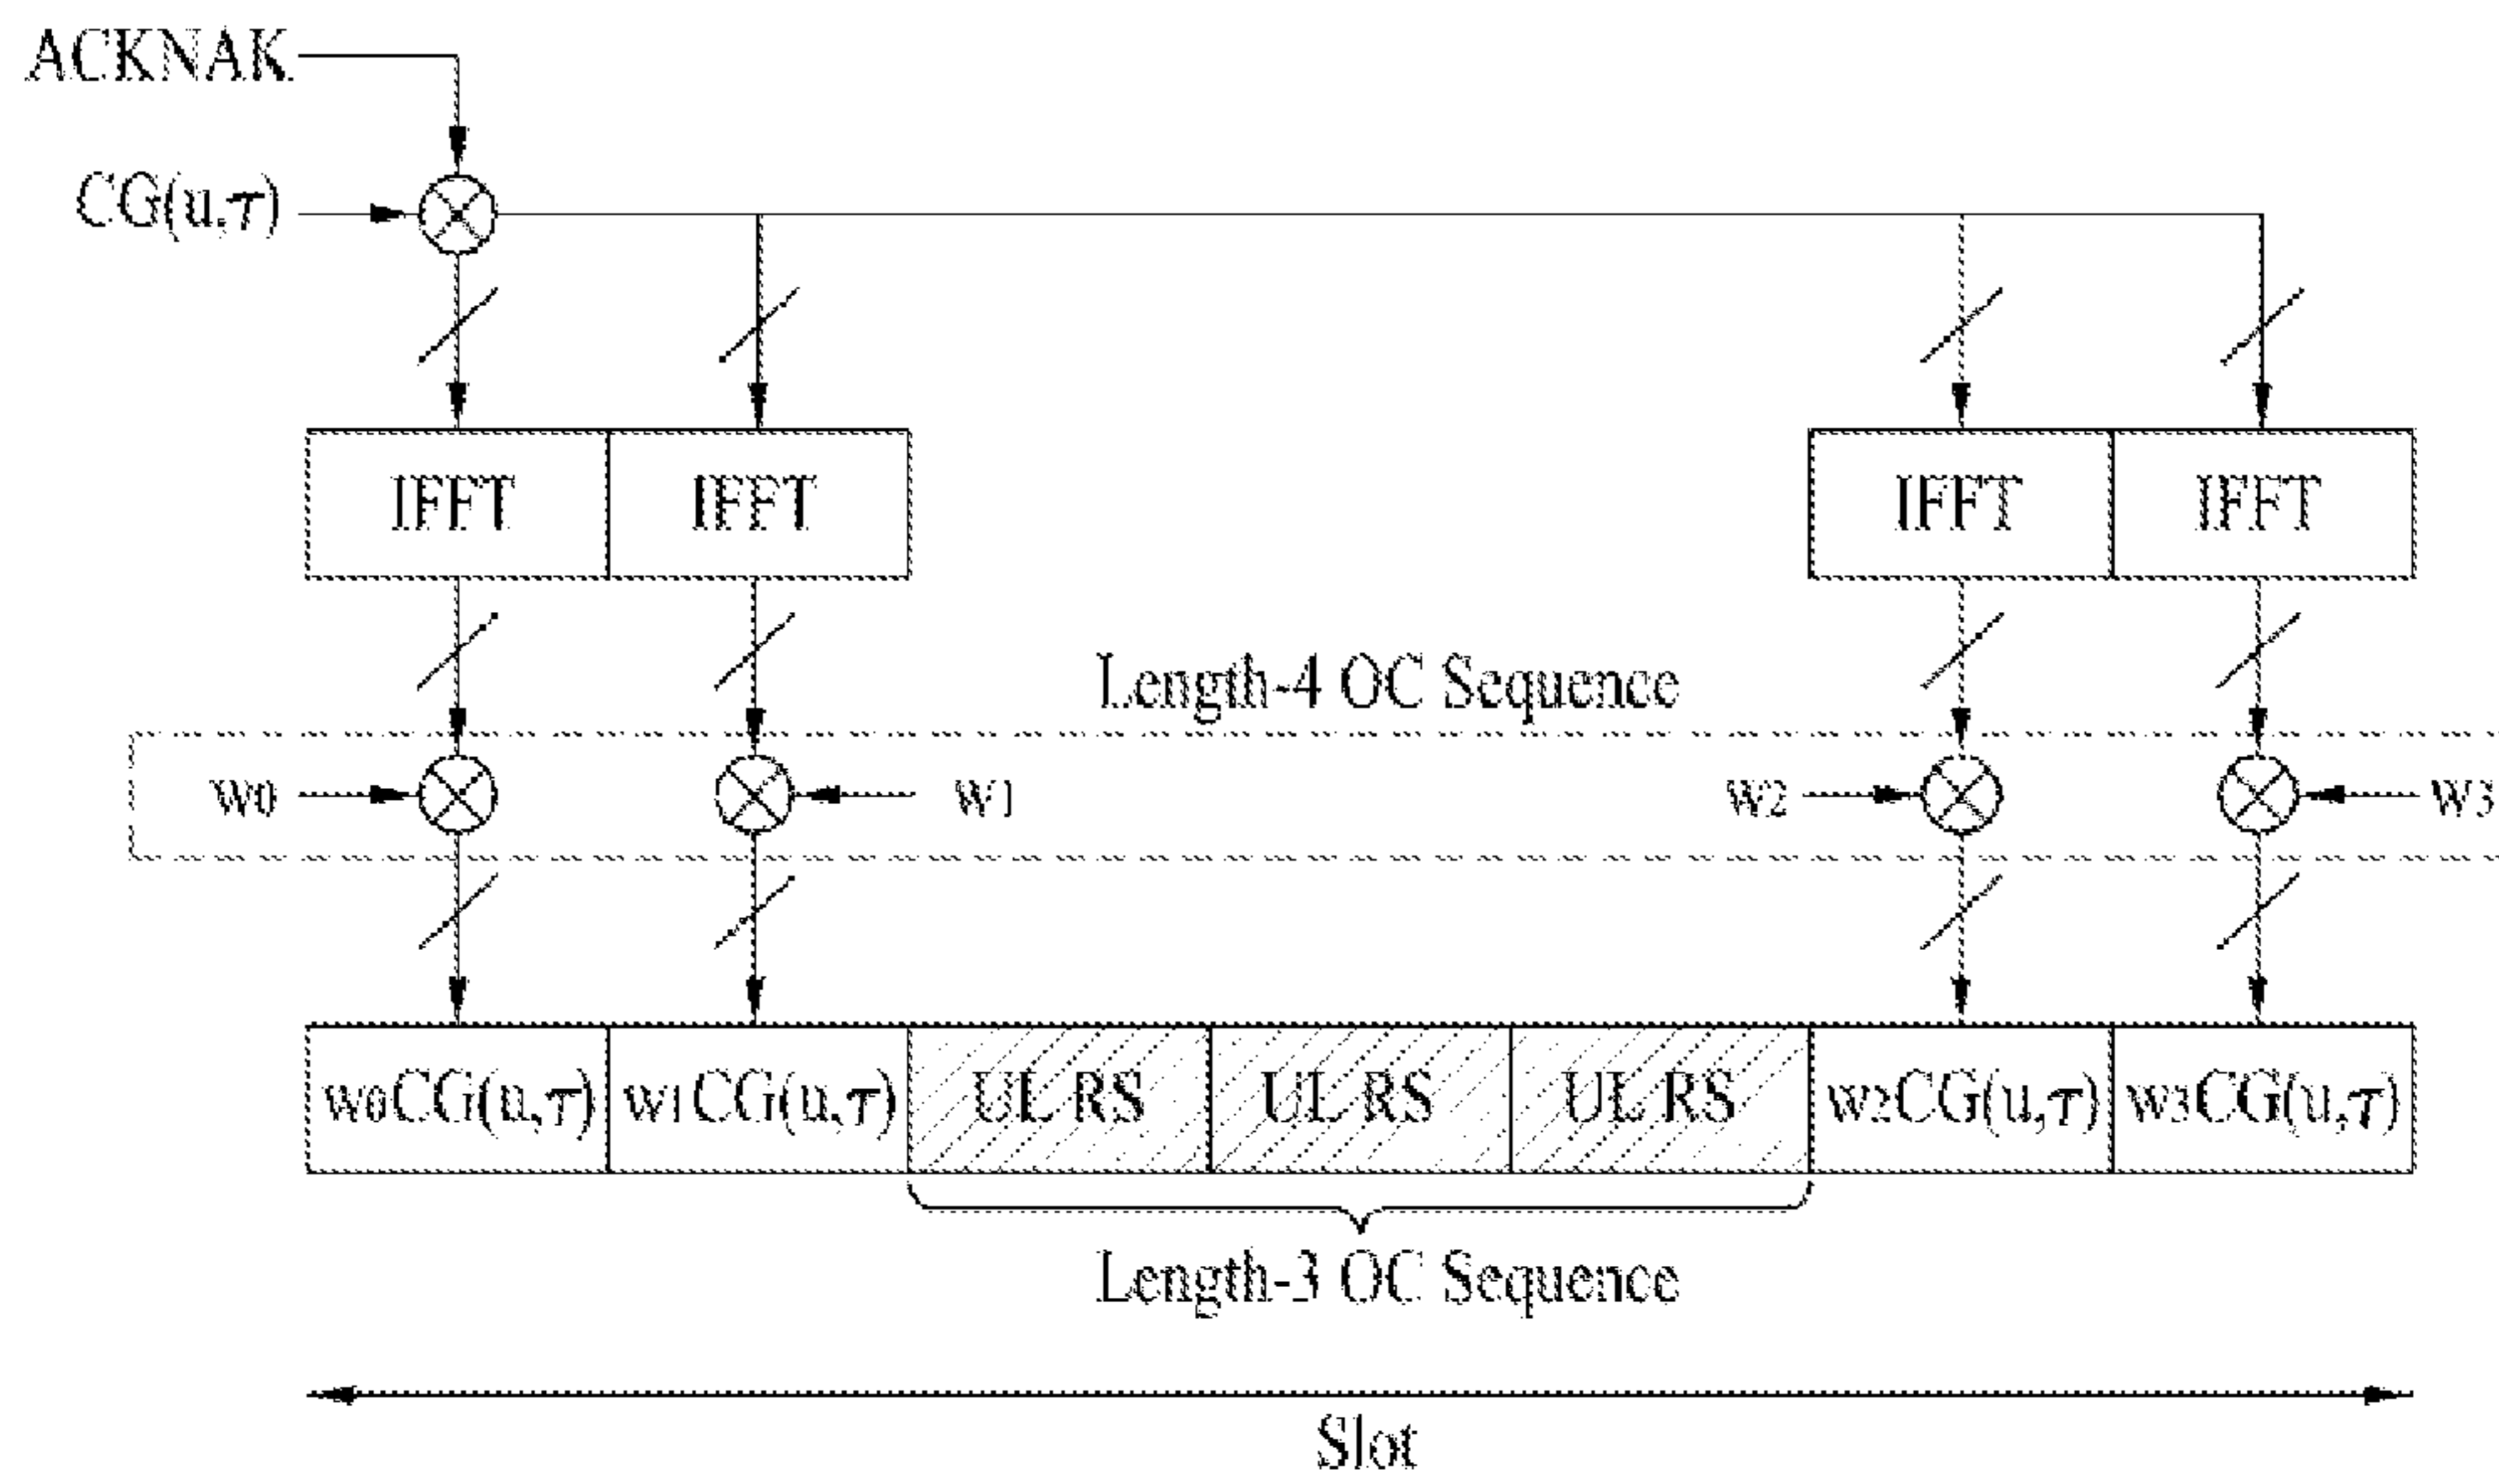 ACKNAK
CG(u,τ)
IFFT IFFT IFFT IFFT
Length-4 OC Sequence
w0 w1 w2 w3
w0CG(u,τ) w1CG(u,τ) UL RS UL RS UL RS w2CG(u,τ) w3CG(u,τ)
Length-3 OC Sequence
Slot